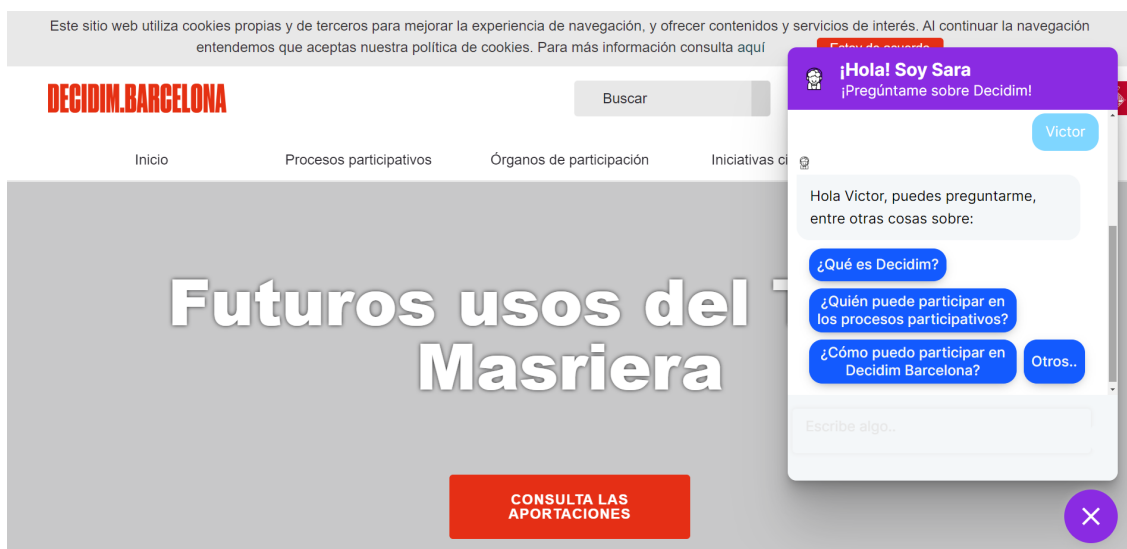 Este sitio web utiliza cookies propias y de terceros para mejorar la experiencia de navegación, y ofrecer contenidos y servicios de interés. Al continuar la navegación
entendemos que aceptas nuestra política de cookies. Para más información consulta aquí
Estoy de acuerdo
DECIDIM.BARCELONA
Buscar
Inicio
Procesos participativos
Órganos de participación
Iniciativas
Futuros usos del
Masriera
CONSULTA LAS
APORTACIONES
¡Hola! Soy Sara
¡Pregúntame sobre Decidim!
Victor
Hola Victor, puedes preguntarme,
entre otras cosas sobre:
¿Qué es Decidim?
¿Quién puede participar en
los procesos participativos?
¿Cómo puedo participar en
Decidim Barcelona?
Otros..
Escribe algo..